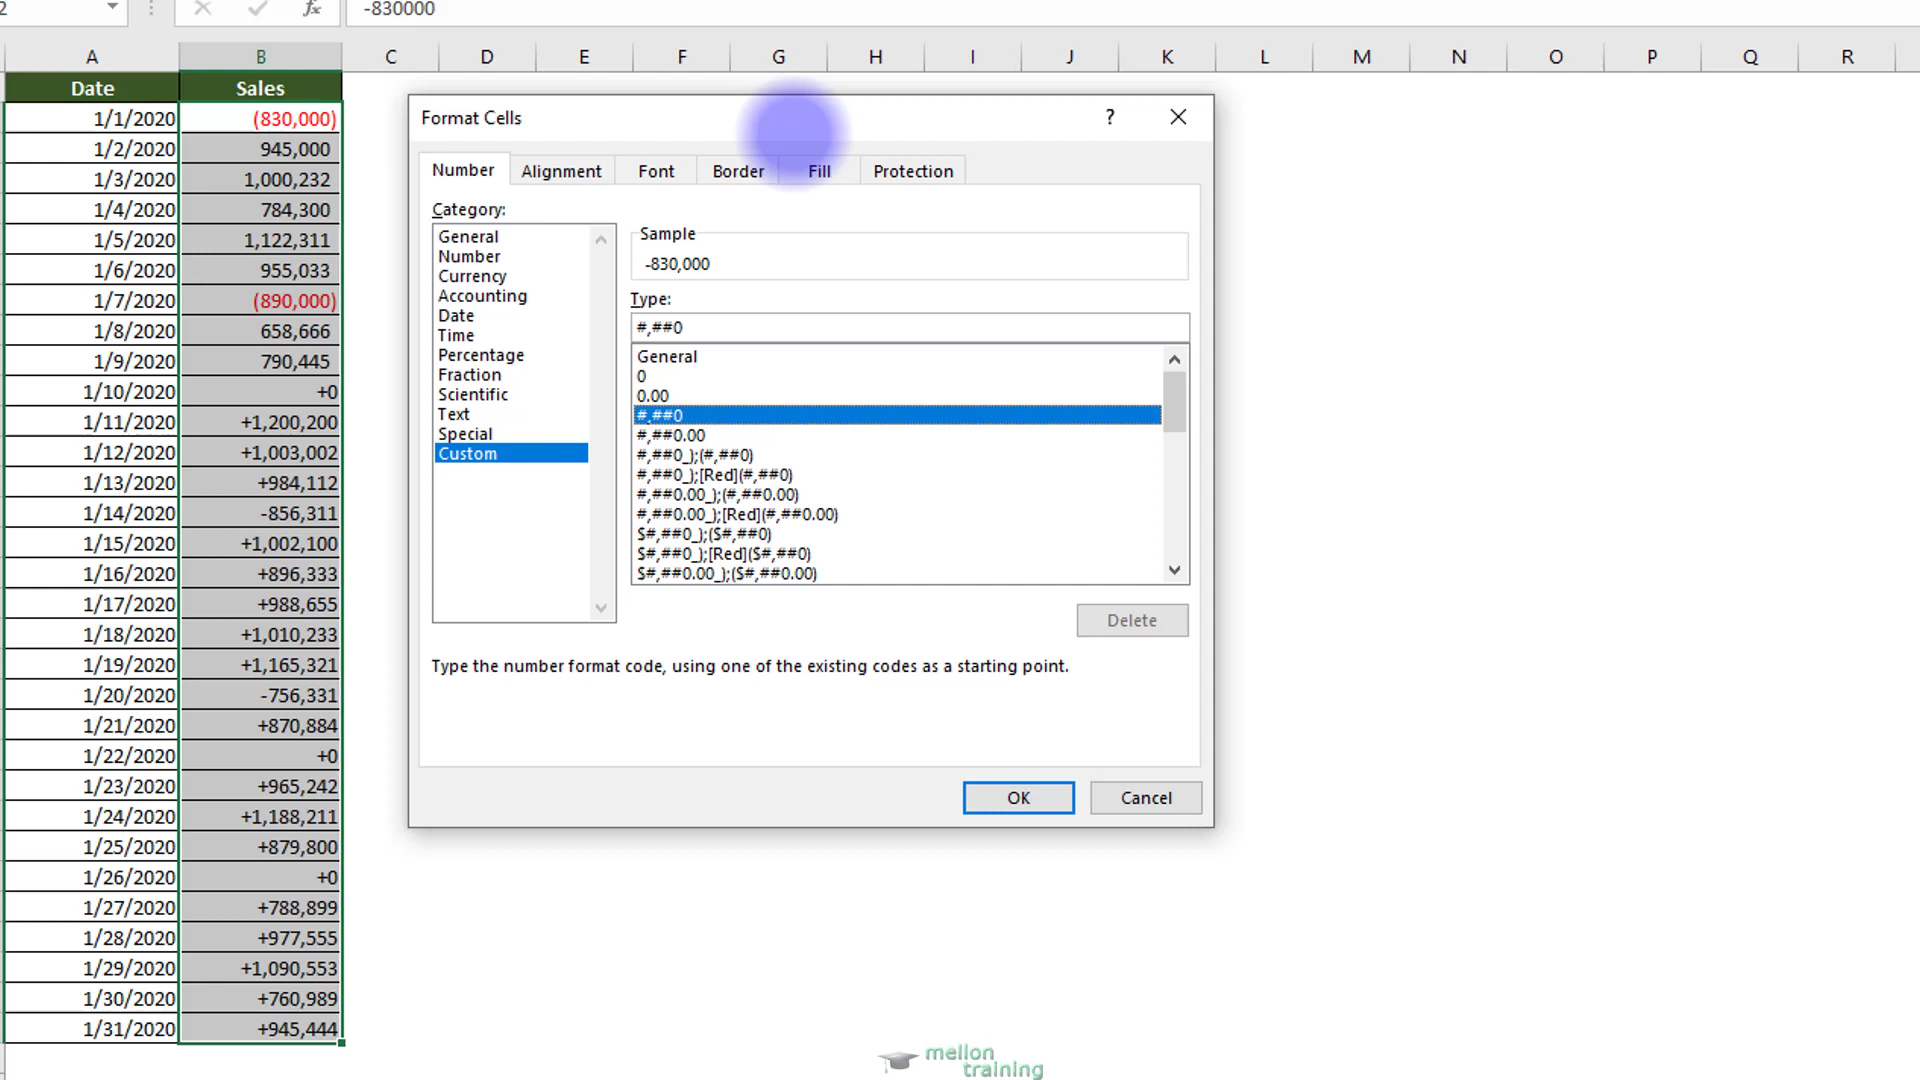 2 fx -830000
A B C D E F G H I J K L M N O P Q R
Date Sales
1/1/2020 (830,000)
1/2/2020 945,000
1/3/2020 1,000,232
1/4/2020 784,300
1/5/2020 1,122,311
1/6/2020 955,033
1/7/2020 (890,000)
1/8/2020 658,666
1/9/2020 790,445
1/10/2020 +0
1/11/2020 +1,200,200
1/12/2020 +1,003,002
1/13/2020 +984,112
1/14/2020 -856,311
1/15/2020 +1,002,100
1/16/2020 +896,333
1/17/2020 +988,655
1/18/2020 +1,010,233
1/19/2020 +1,165,321
1/20/2020 -756,331
1/21/2020 +870,884
1/22/2020 +0
1/23/2020 +965,242
1/24/2020 +1,188,211
1/25/2020 +879,800
1/26/2020 +0
1/27/2020 +788,899
1/28/2020 +977,555
1/29/2020 +1,090,553
1/30/2020 +760,989
1/31/2020 +945,444
Format Cells ?
Number Alignment Font Border Fill Protection
Category:
General
Number
Currency
Accounting
Date
Time
Percentage
Fraction
Scientific
Text
Special
Custom
Sample
-830,000
Type:
#,##0
General
0
0.00
#,##0
#,##0.00
#,##0_);(#,##0)
#,##0_);[Red](#,##0)
#,##0.00_);(#,##0.00)
#,##0.00_);[Red](#,##0.00)
$#,##0_);($#,##0)
$#,##0_);[Red]($#,##0)
$#,##0.00_);($#,##0.00)
Delete
Type the number format code, using one of the existing codes as a starting point.
OK Cancel
mellon
training